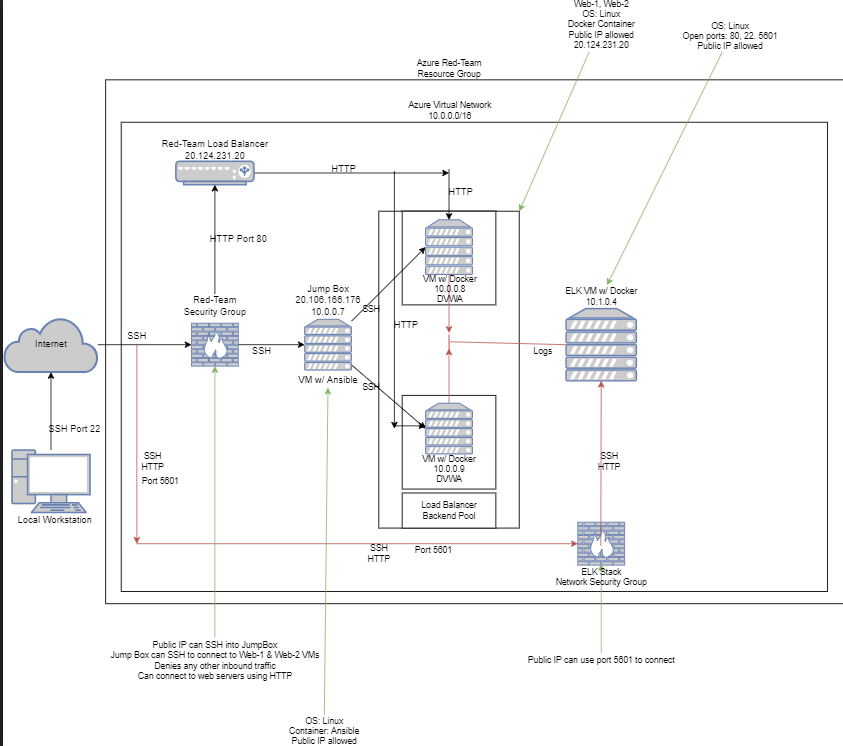 Web-1, Web-2
OS: Linux
Docker Container
Public IP allowed
20.124.231.20
OS: Linux
Open ports: 80, 22. 5601
Public IP allowed
Azure Red-Team
Resource Group
Azure Virtual Network
10.0.0.0/16
Red-Team Load Balancer
20.124.231.20
HTTP
HTTP
HTTP Port 80
VM w/ Docker
10.0.0.8
DVWA
ELK VM w/ Docker
10.1.0.4
Red-Team
Security Group
Jump Box
20.106.166.176
10.0.0.7
SSH
HTTP
Internet
SSH
SSH
Logs
VM w/ Ansible
SSH
SSH Port 22
SSH
HTTP
Port 5601
VM w/ Docker
10.0.0.9
DVWA
SSH
HTTP
Load Balancer
Backend Pool
Local Workstation
SSH
HTTP
Port 5601
ELK Stack
Network Security Group
Public IP can SSH into JumpBox
Jump Box can SSH to connect to Web-1 & Web-2 VMs
Denies any other inbound traffic
Can connect to web servers using HTTP
Public IP can use port 5601 to connect
OS: Linux
Container: Ansible
Public IP allowed